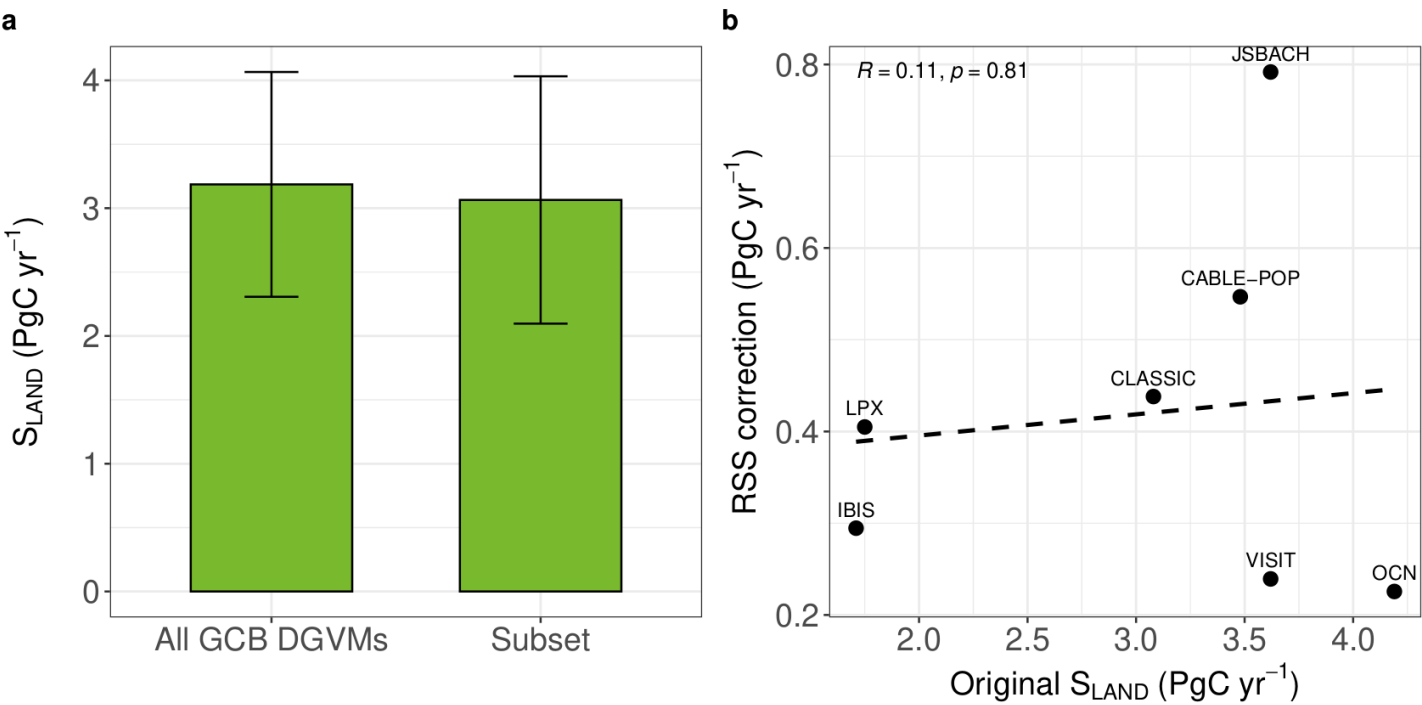 a
4
3
2
1
0
S_LAND (PgC yr⁻¹)
All GCB DGVMs
Subset
b
R = 0.11, p = 0.81
JSBACH
CABLE−POP
CLASSIC
LPX
IBIS
VISIT
OCN
0.8
0.6
0.4
0.2
RSS correction (PgC yr⁻¹)
2.0 2.5 3.0 3.5 4.0
Original S_LAND (PgC yr⁻¹)